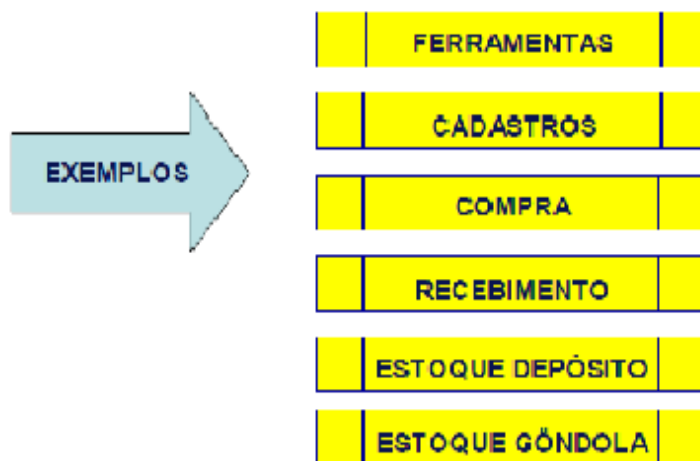 EXEMPLOS
FERRAMENTAS
CADASTROS
COMPRA
RECEBIMENTO
ESTOQUE DEPÓSITO
ESTOQUE GÔNDOLA